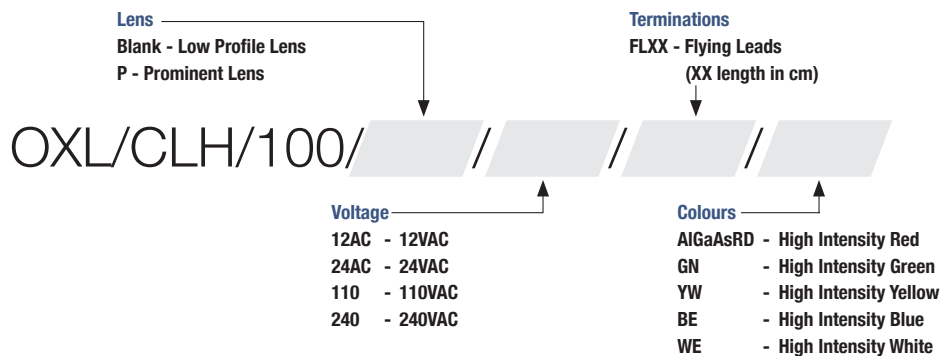 Lens
Blank - Low Profile Lens
P - Prominent Lens
Terminations
FLXX - Flying Leads
(XX length in cm)
OXL/CLH/100/ / / /
Voltage
12AC - 12VAC
24AC - 24VAC
110 - 110VAC
240 - 240VAC
Colours
AlGaAsRD - High Intensity Red
GN - High Intensity Green
YW - High Intensity Yellow
BE - High Intensity Blue
WE - High Intensity White